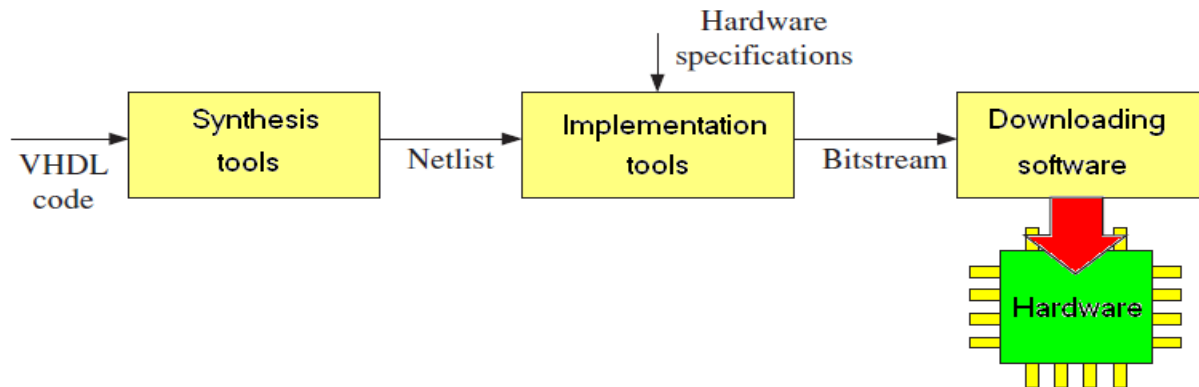 Hardware
specifications
Synthesis
tools
Implementation
tools
Downloading
software
VHDL
code
Netlist
Bitstream
Hardware